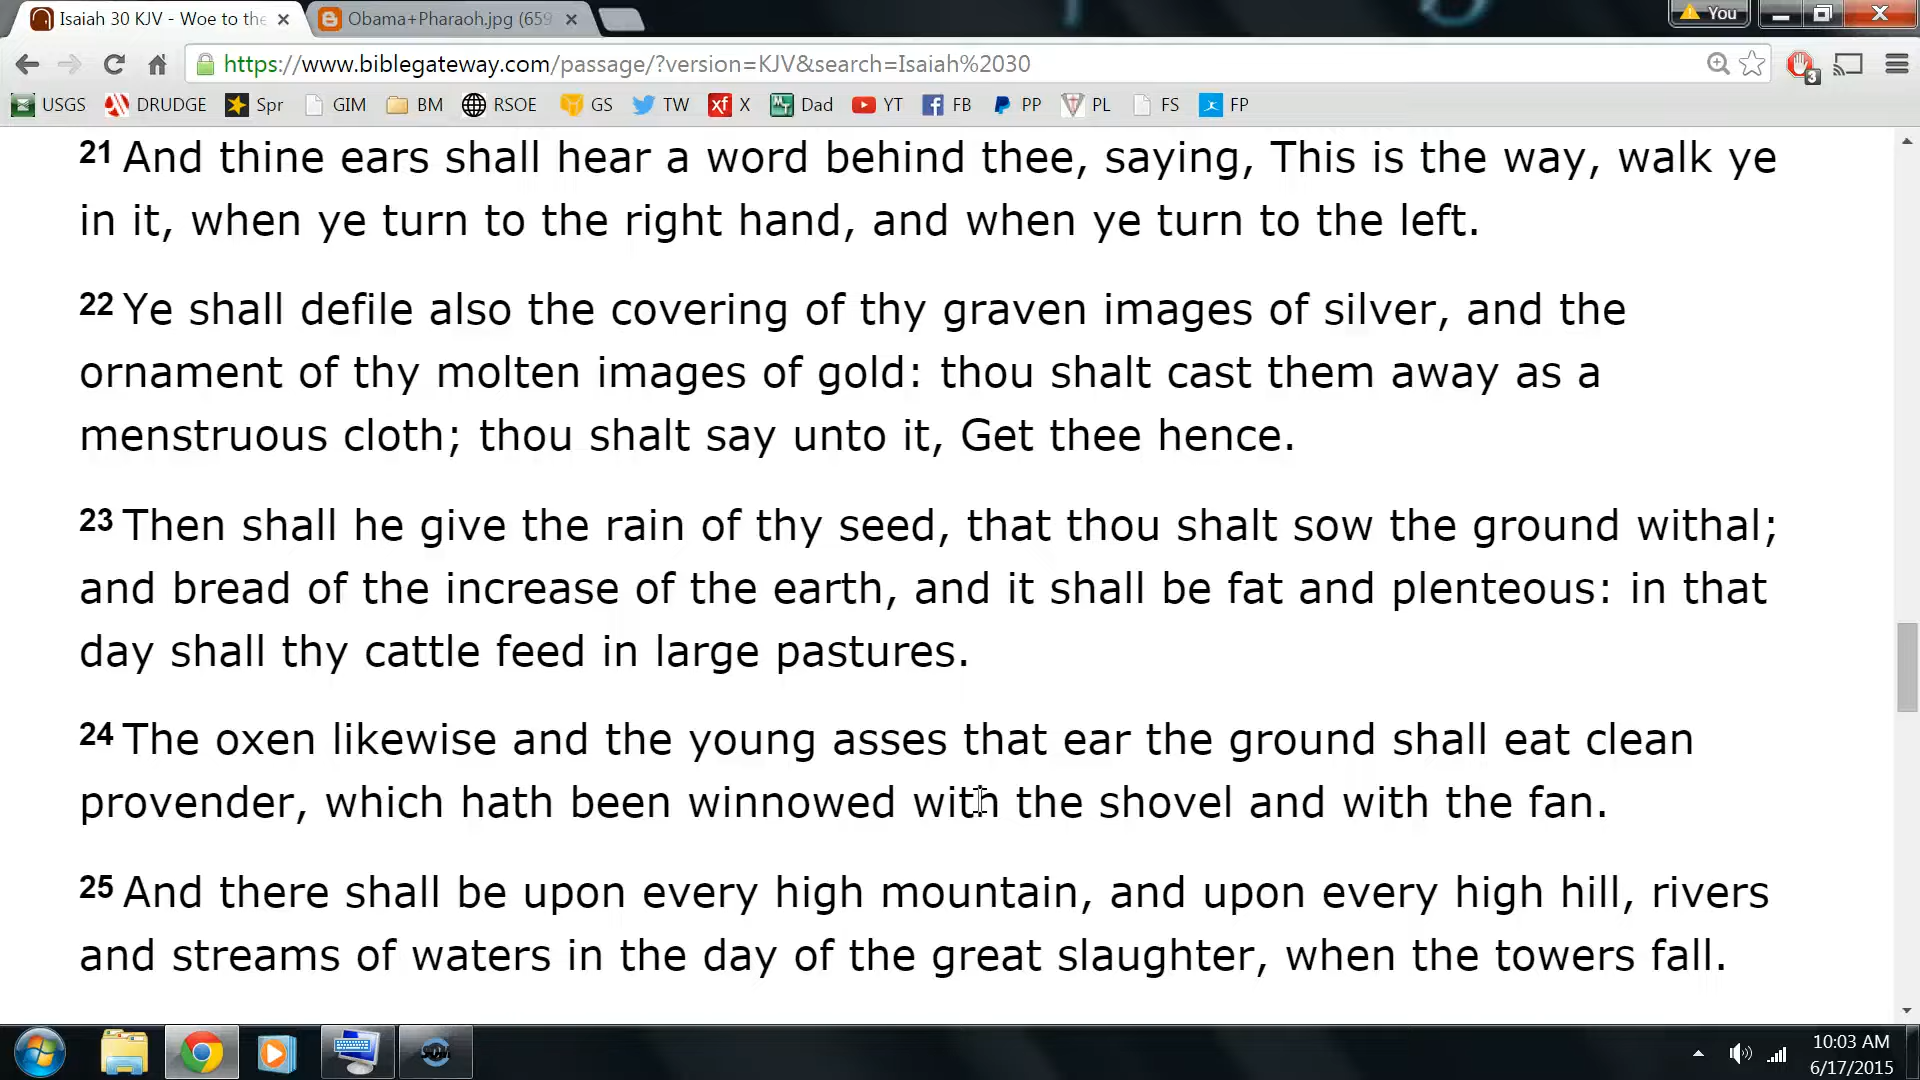 Isaiah 30 KJV - Woe to the
Obama+Pharaoh.jpg (659
You
https://www.biblegateway.com/passage/?version=KJV&search=Isaiah%2030
3
USGS DRUDGE Spr GIM BM RSOE GS TW xf X Dad YT FB PP PL FS FP
21 And thine ears shall hear a word behind thee, saying, This is the way, walk ye
in it, when ye turn to the right hand, and when ye turn to the left.
22 Ye shall defile also the covering of thy graven images of silver, and the
ornament of thy molten images of gold: thou shalt cast them away as a
menstruous cloth; thou shalt say unto it, Get thee hence.
23 Then shall he give the rain of thy seed, that thou shalt sow the ground withal;
and bread of the increase of the earth, and it shall be fat and plenteous: in that
day shall thy cattle feed in large pastures.
24 The oxen likewise and the young asses that ear the ground shall eat clean
provender, which hath been winnowed with the shovel and with the fan.
25 And there shall be upon every high mountain, and upon every high hill, rivers
and streams of waters in the day of the great slaughter, when the towers fall.
10:03 AM
6/17/2015